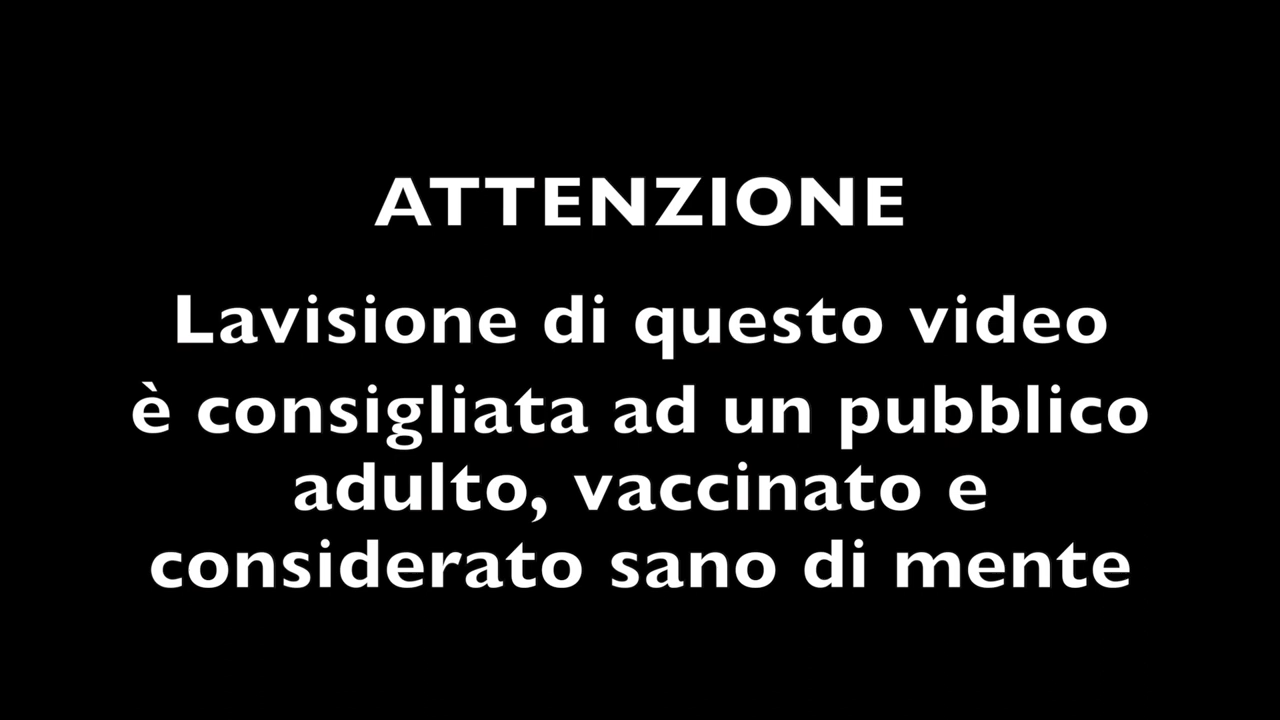 ATTENZIONE
Lavisione di questo video
è consigliata ad un pubblico
adulto, vaccinato e
considerato sano di mente